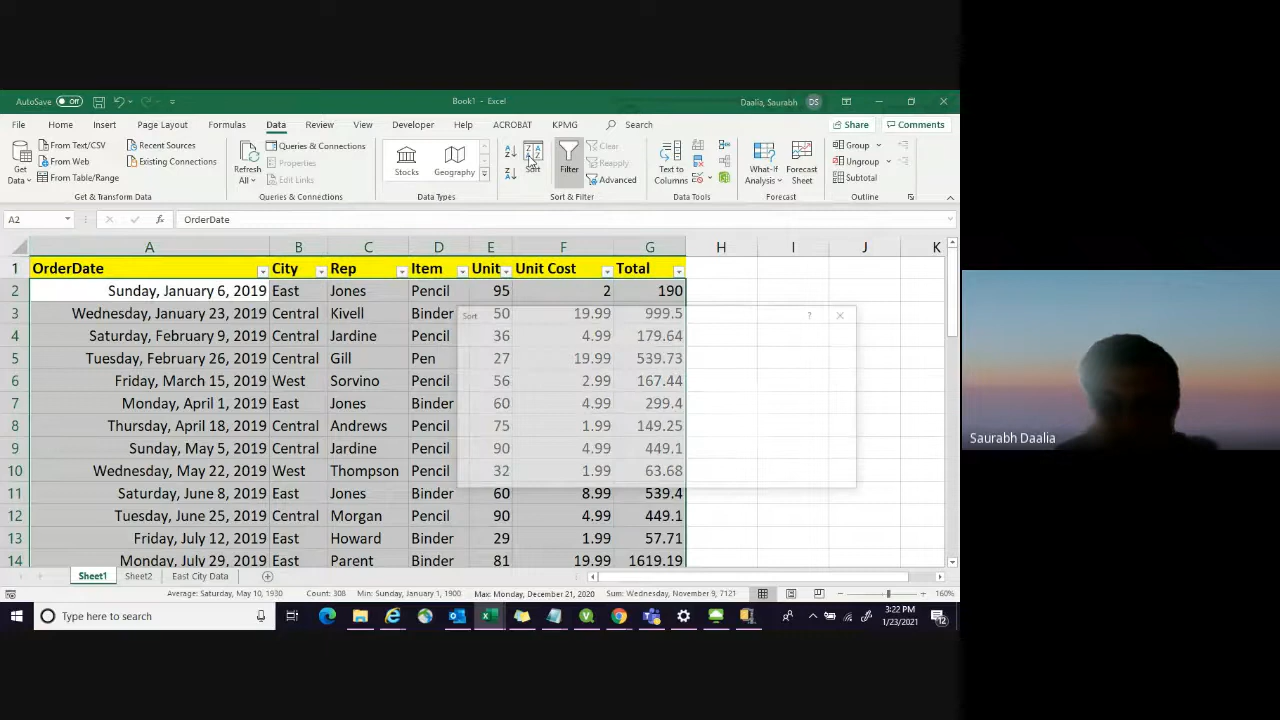 AutoSave Off
Book1 - Excel
Daalia, Saurabh DS
File Home Insert Page Layout Formulas Data Review View Developer Help ACROBAT KPMG Search Share Comments
Get Data
From Text/CSV
From Web
From Table/Range
Recent Sources
Existing Connections
Get & Transform Data
Refresh All
Queries & Connections
Properties
Edit Links
Queries & Connections
Stocks
Geography
Data Types
Sort
Filter
Clear
Reapply
Advanced
Sort & Filter
Text to Columns
Data Tools
What-If Analysis
Forecast Sheet
Forecast
Group
Ungroup
Subtotal
Outline
A2 fx OrderDate
A B C D E F G H I J K
1 OrderDate City Rep Item Unit Unit Cost Total
2 Sunday, January 6, 2019 East Jones Pencil 95 2 190
3 Wednesday, January 23, 2019 Central Kivell Binder 50 19.99 999.5
Sort ?
4 Saturday, February 9, 2019 Central Jardine Pencil 36 4.99 179.64
5 Tuesday, February 26, 2019 Central Gill Pen 27 19.99 539.73
6 Friday, March 15, 2019 West Sorvino Pencil 56 2.99 167.44
7 Monday, April 1, 2019 East Jones Binder 60 4.99 299.4
8 Thursday, April 18, 2019 Central Andrews Pencil 75 1.99 149.25
9 Sunday, May 5, 2019 Central Jardine Pencil 90 4.99 449.1
10 Wednesday, May 22, 2019 West Thompson Pencil 32 1.99 63.68
11 Saturday, June 8, 2019 East Jones Binder 60 8.99 539.4
12 Tuesday, June 25, 2019 Central Morgan Pencil 90 4.99 449.1
13 Friday, July 12, 2019 East Howard Binder 29 1.99 57.71
14 Monday, July 29, 2019 East Parent Binder 81 19.99 1619.19
Sheet1 Sheet2 East City Data
Average: Saturday, May 10, 1930 Count: 308 Min: Sunday, January 1, 1900 Max: Monday, December 21, 2020 Sum: Wednesday, November 9, 7121 160%
Type here to search
3:22 PM
1/23/2021
12
Saurabh Daalia